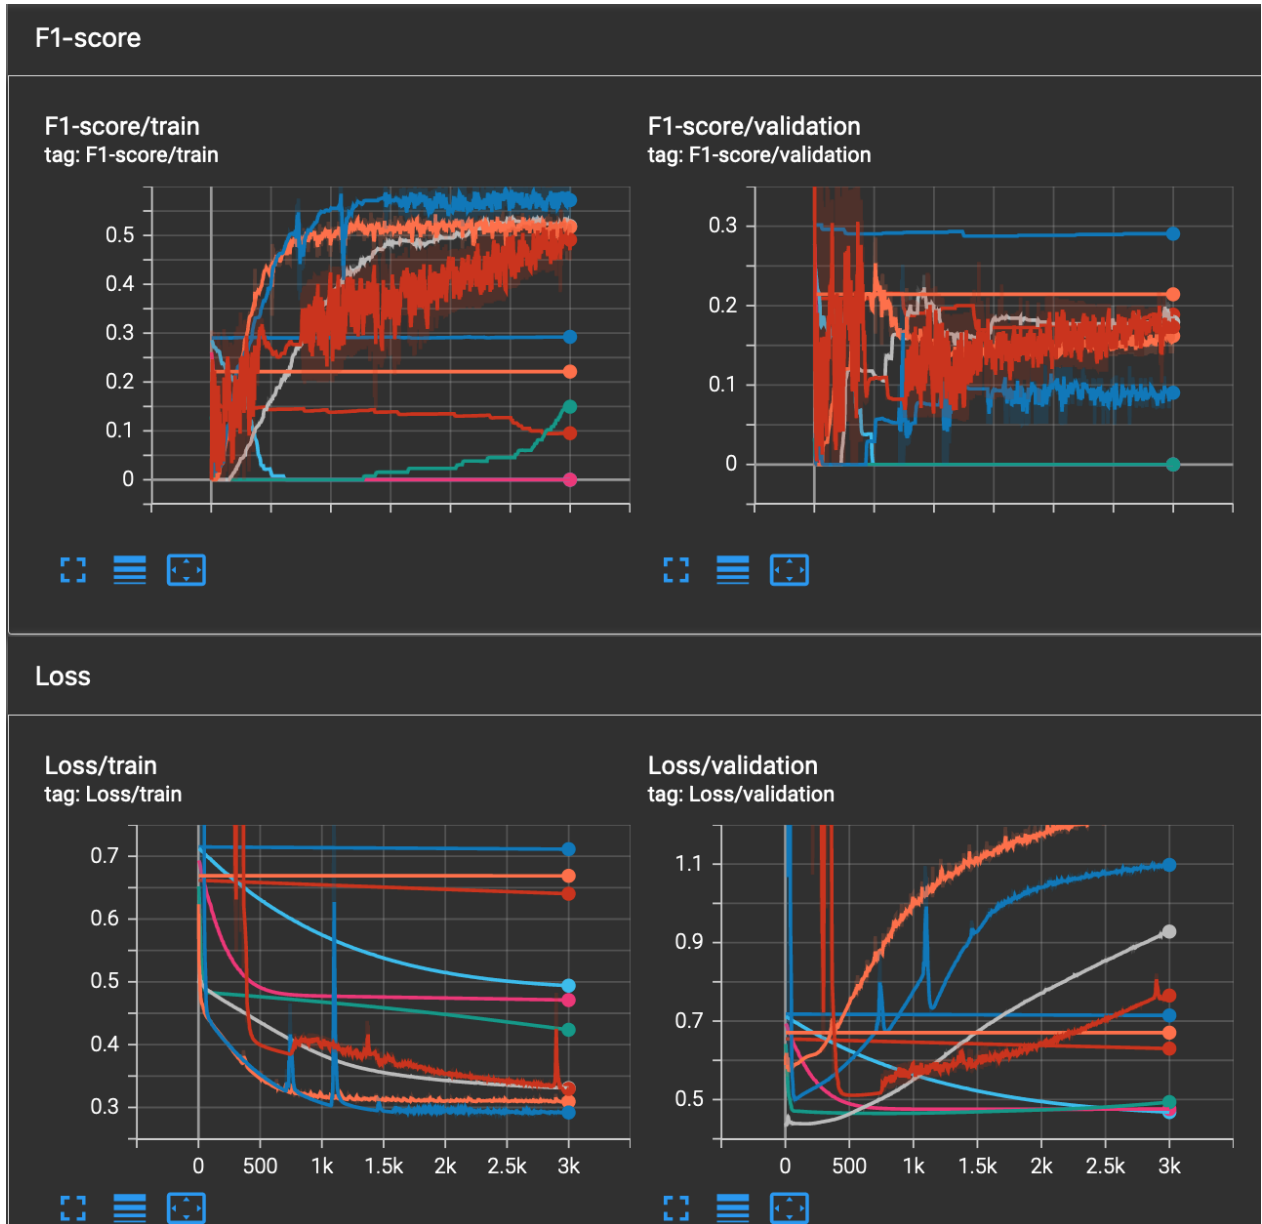 F1-score
F1-score/train
tag: F1-score/train
0.5
0.4
0.3
0.2
0.1
0
F1-score/validation
tag: F1-score/validation
0.3
0.2
0.1
0
Loss
Loss/train
tag: Loss/train
0.7
0.6
0.5
0.4
0.3
0 500 1k 1.5k 2k 2.5k 3k
Loss/validation
tag: Loss/validation
1.1
0.9
0.7
0.5
0 500 1k 1.5k 2k 2.5k 3k